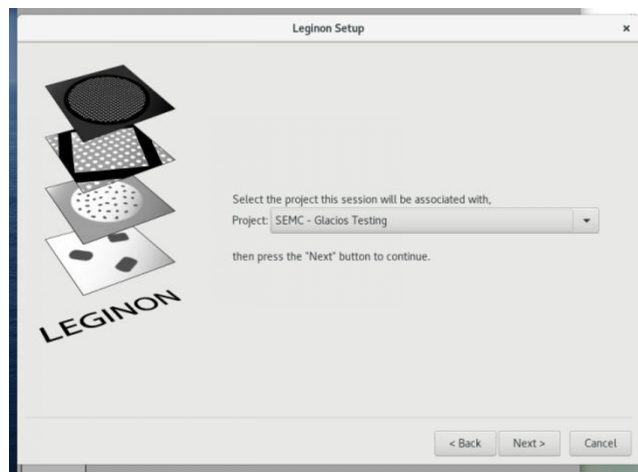 Leginon Setup
Select the project this session will be associated with,
Project: SEMC - Glacios Testing
then press the "Next" button to continue.
LEGINON
< Back Next > Cancel